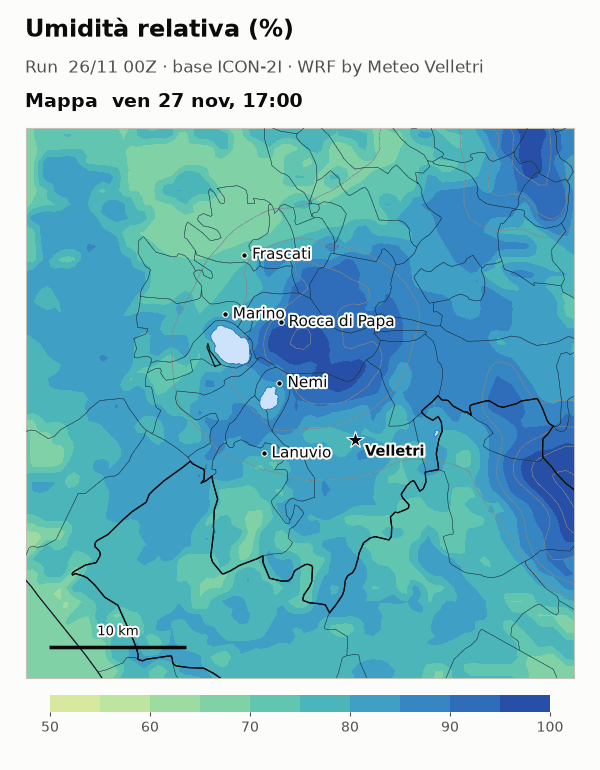 Umidità relativa (%)
Run  26/11 00Z · base ICON-2I · WRF by Meteo Velletri
Mappa  ven 27 nov, 17:00
Frascati
Marino
Rocca di Papa
Nemi
Velletri
Lanuvio
10 km
50 60 70 80 90 100